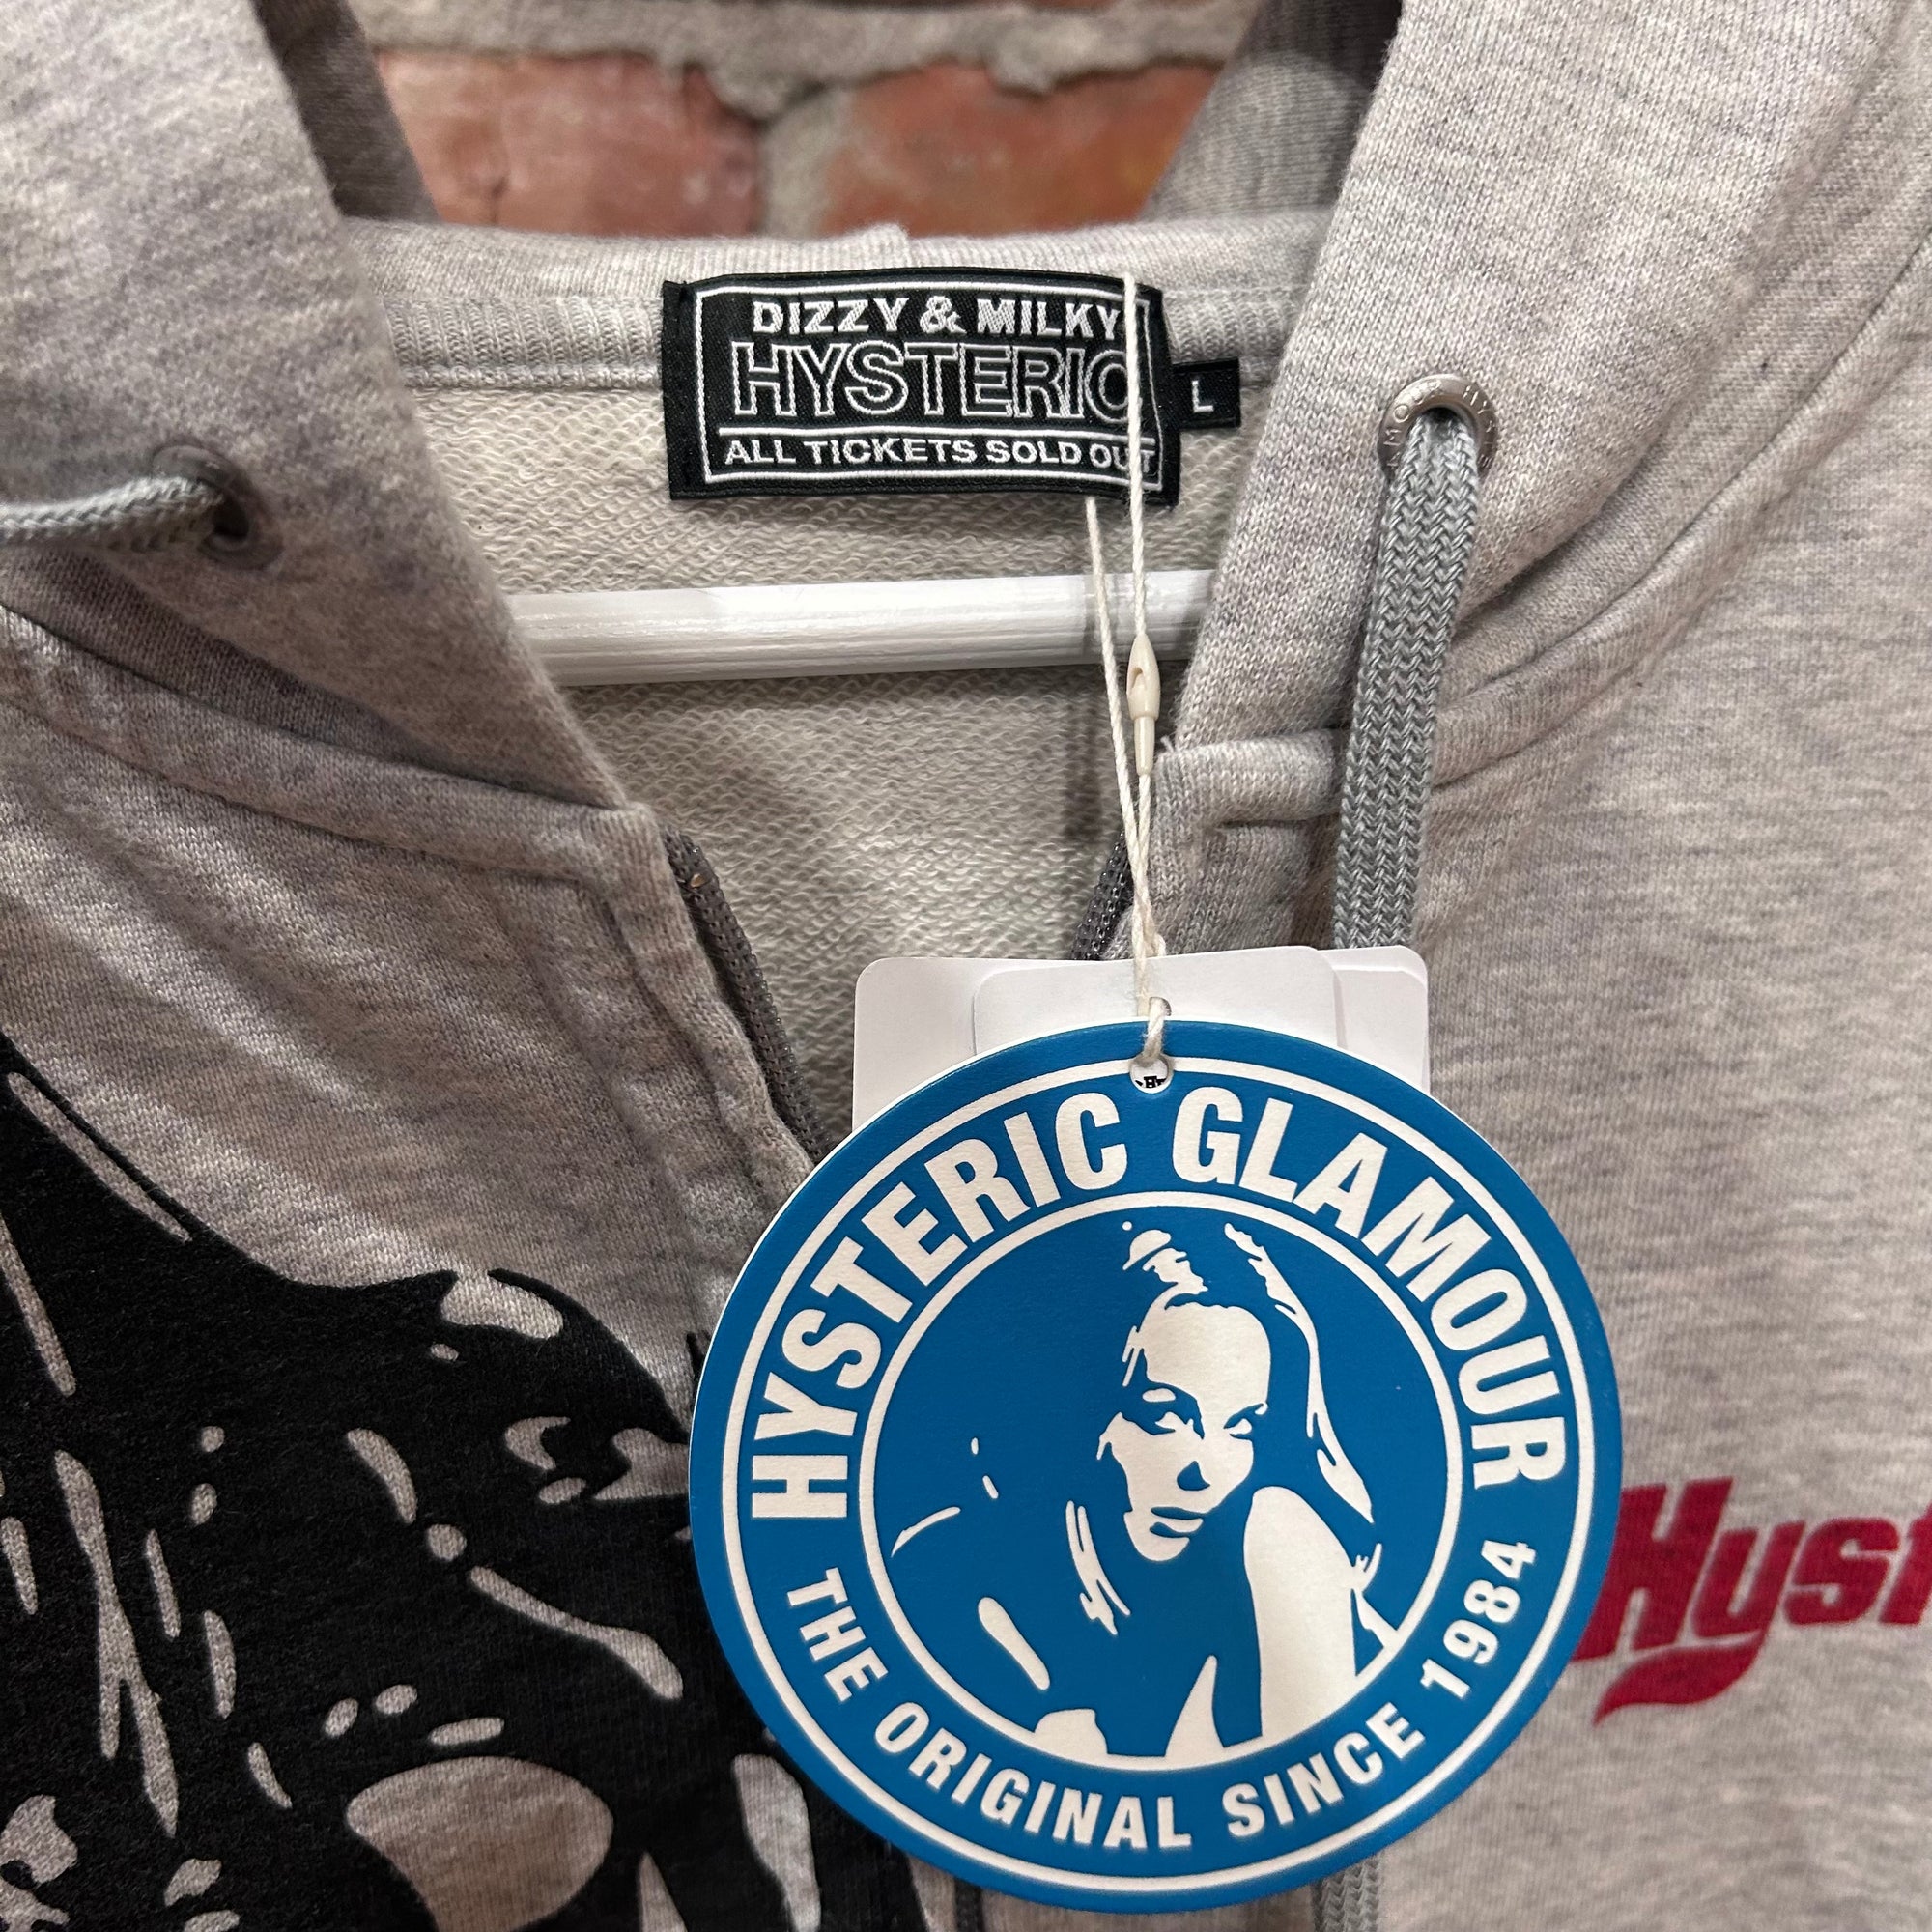 DIZZY & MILKY
HYSTERIC
ALL TICKETS SOLD OUT
L
HYSTERIC GLAMOUR
THE ORIGINAL SINCE 1984
Hyst